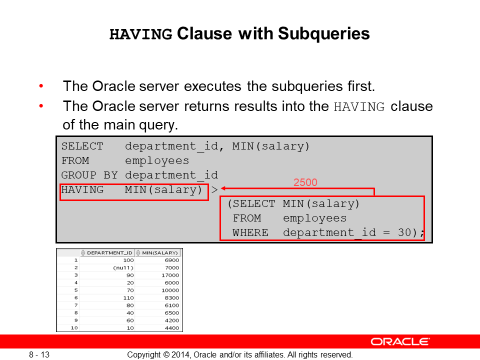 HAVING Clause with Subqueries
• The Oracle server executes the subqueries first.
• The Oracle server returns results into the HAVING clause
of the main query.
SELECT department_id, MIN(salary)
FROM employees
GROUP BY department_id
HAVING MIN(salary) >
2500
(SELECT MIN(salary)
FROM employees
WHERE department_id = 30);
DEPARTMENT_ID MIN(SALARY)
1 100 6900
2 (null) 7000
3 90 17000
4 20 6000
5 70 10000
6 110 8300
7 80 6100
8 40 6500
9 60 4200
10 10 4400
ORACLE
8 - 13 Copyright © 2014, Oracle and/or its affiliates. All rights reserved.